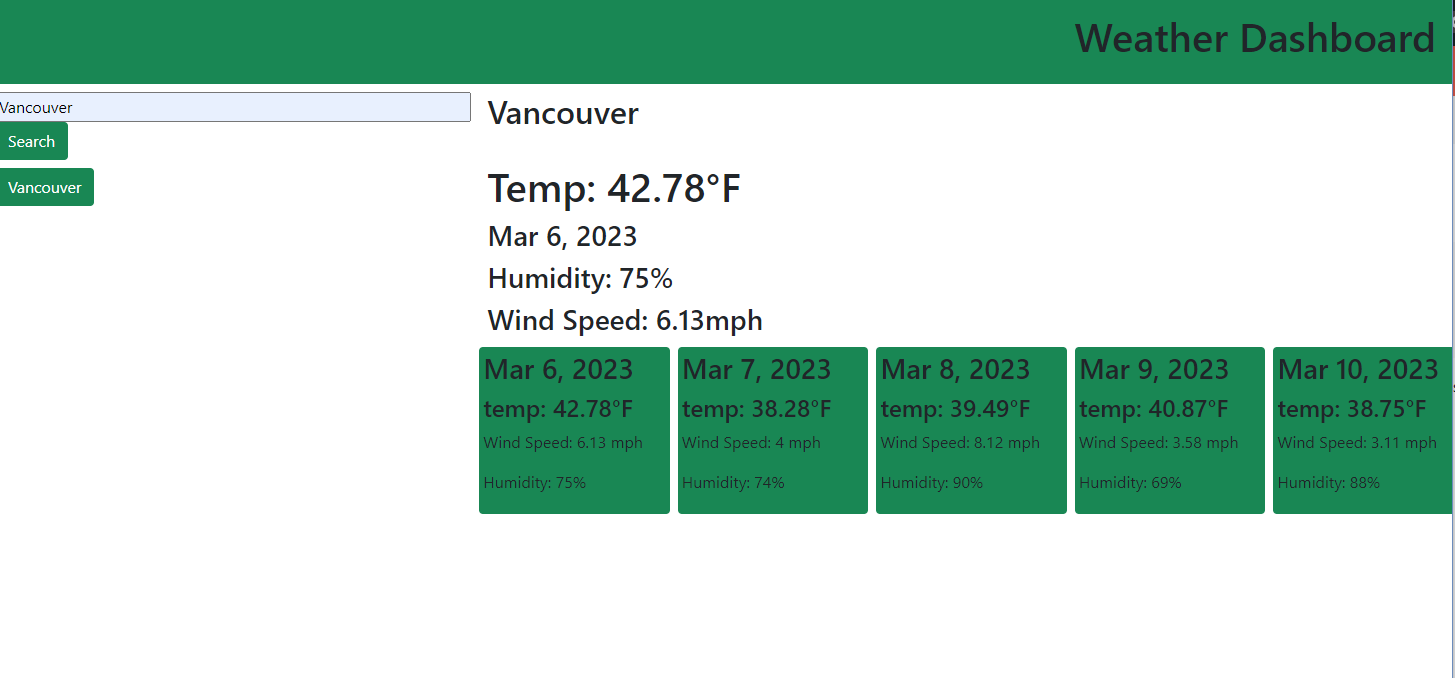 Weather Dashboard
Vancouver
Search
Vancouver
Vancouver
Temp: 42.78°F
Mar 6, 2023
Humidity: 75%
Wind Speed: 6.13mph
Mar 6, 2023
temp: 42.78°F
Wind Speed: 6.13 mph
Humidity: 75%
Mar 7, 2023
temp: 38.28°F
Wind Speed: 4 mph
Humidity: 74%
Mar 8, 2023
temp: 39.49°F
Wind Speed: 8.12 mph
Humidity: 90%
Mar 9, 2023
temp: 40.87°F
Wind Speed: 3.58 mph
Humidity: 69%
Mar 10, 2023
temp: 38.75°F
Wind Speed: 3.11 mph
Humidity: 88%